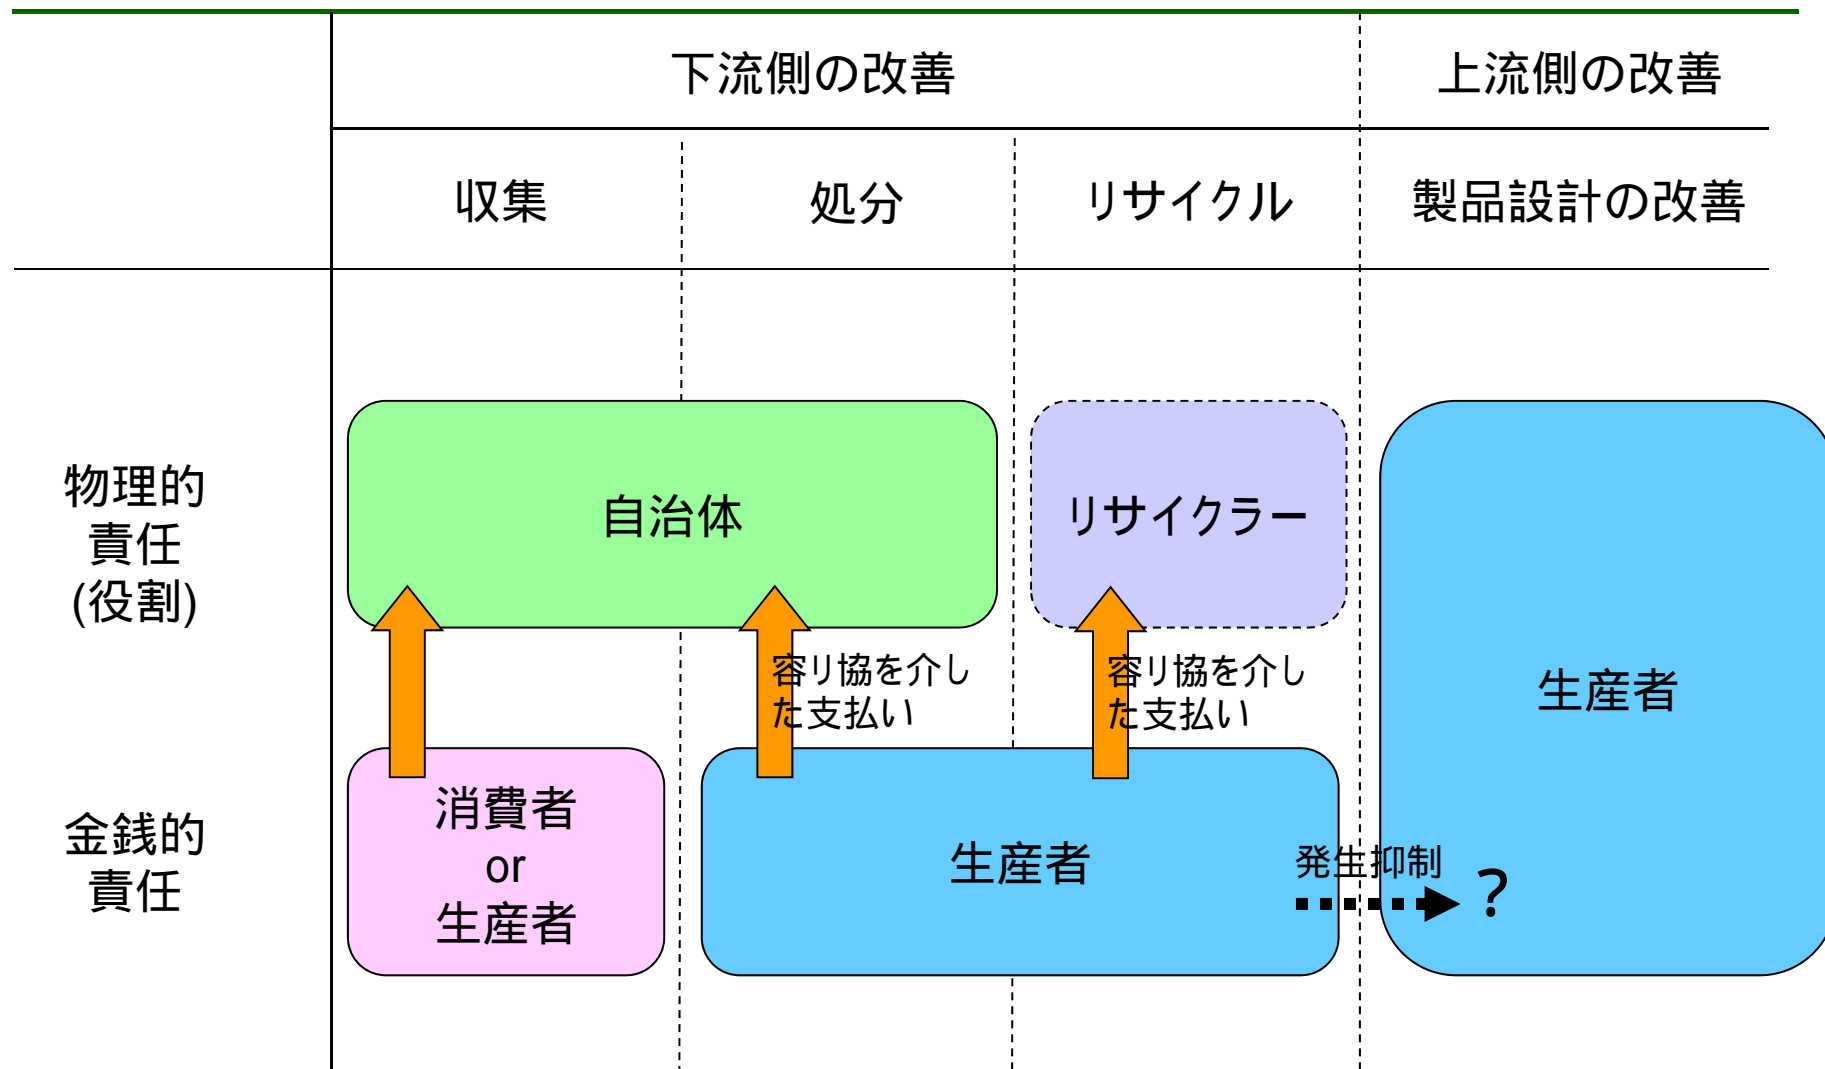 下流側の改善
上流側の改善
収集
処分
リサイクル
製品設計の改善
物理的
責任
(役割)
自治体
リサイクラー
生産者
容リ協を介し
た支払い
容リ協を介し
た支払い
金銭的
責任
消費者
or
生産者
生産者
発生抑制
?